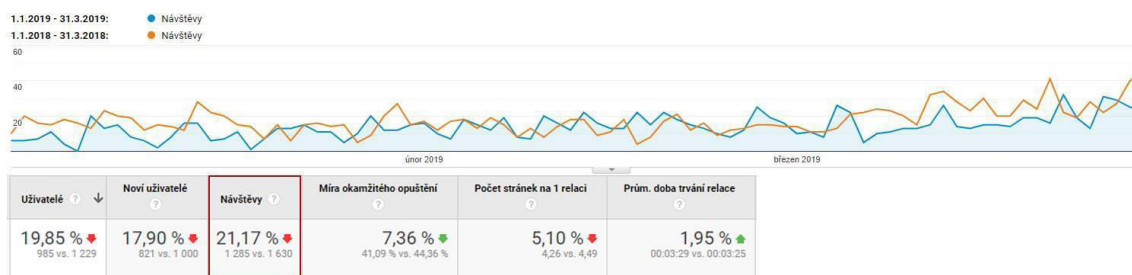 1.1.2019 - 31.3.2019: Návštěvy
1.1.2018 - 31.3.2018: Návštěvy
60
40
20
únor 2019
březen 2019
Uživatelé ? Noví uživatelé ? Návštěvy ? Míra okamžitého opuštění ? Počet stránek na 1 relaci ? Prům. doba trvání relace ?
19,85 % 17,90 % 21,17 % 7,36 % 5,10 % 1,95 %
985 vs. 1 229 821 vs. 1 000 1 285 vs. 1 630 41,09 % vs. 44,36 % 4,26 vs. 4,49 00:03:29 vs. 00:03:25